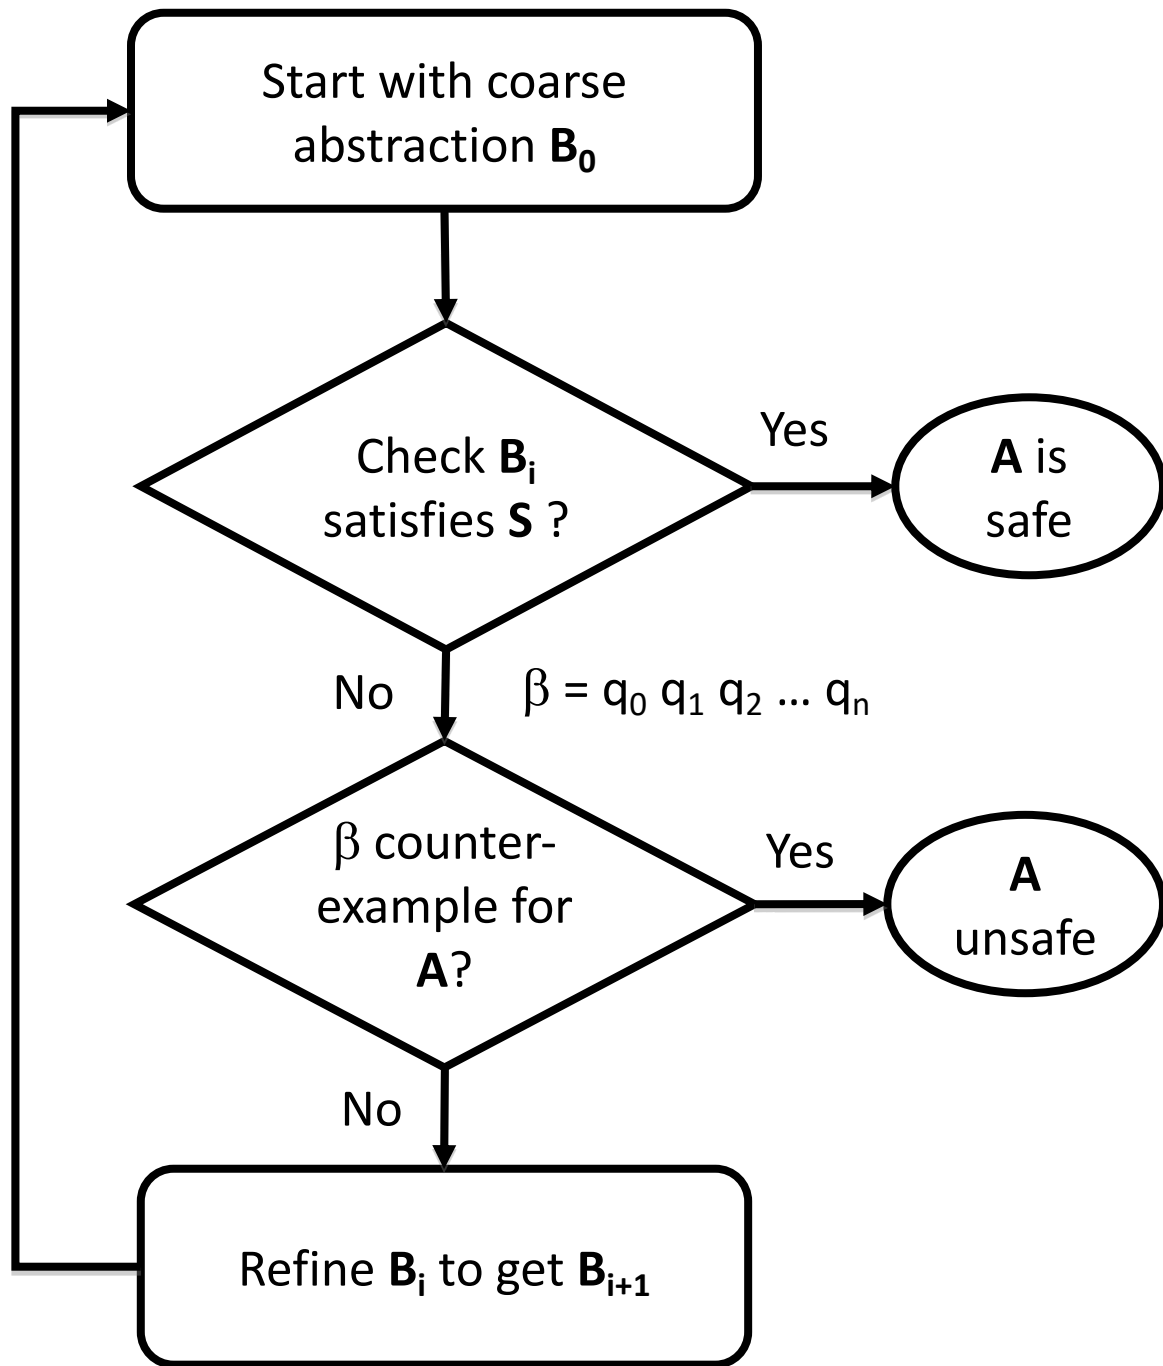 Start with coarse
abstraction B₀
Check Bᵢ
satisfies S ?
Yes
A is
safe
No
β = q₀ q₁ q₂ ... qₙ
β counter-
example for
A?
Yes
A
unsafe
No
Refine Bᵢ to get Bᵢ₊₁